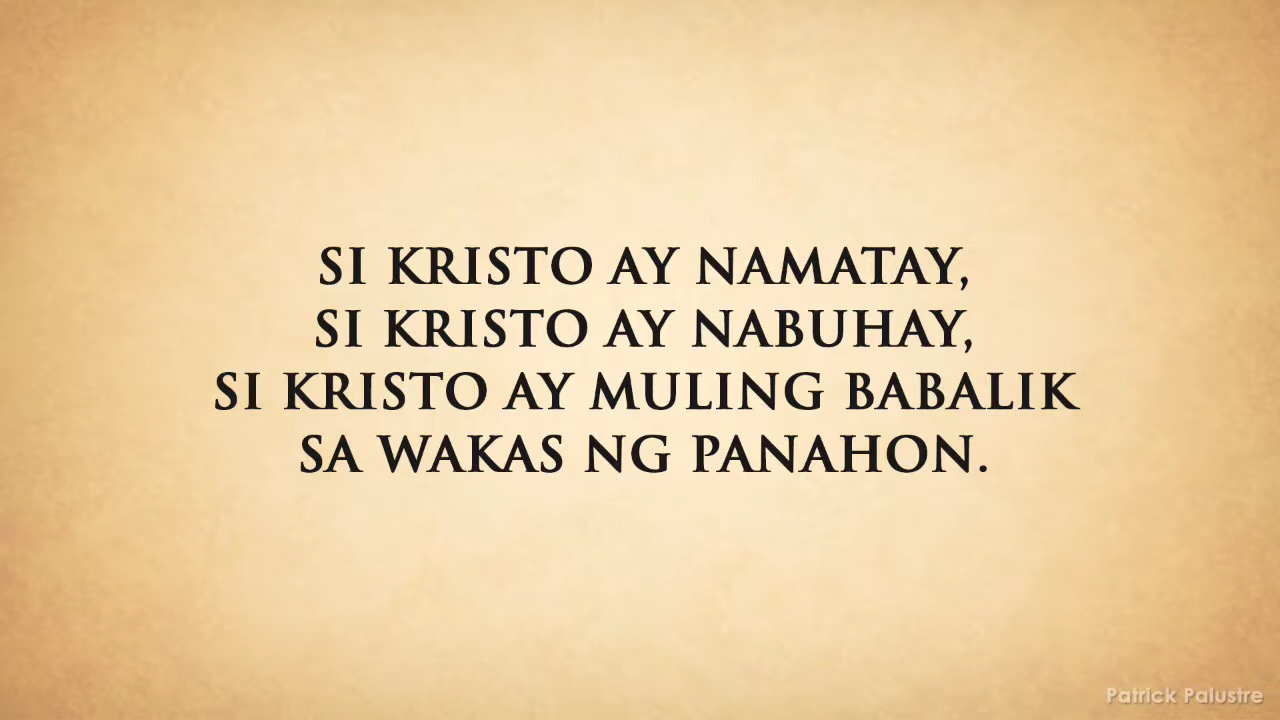 SI KRISTO AY NAMATAY,
SI KRISTO AY NABUHAY,
SI KRISTO AY MULING BABALIK
SA WAKAS NG PANAHON.
Patrick Palustre